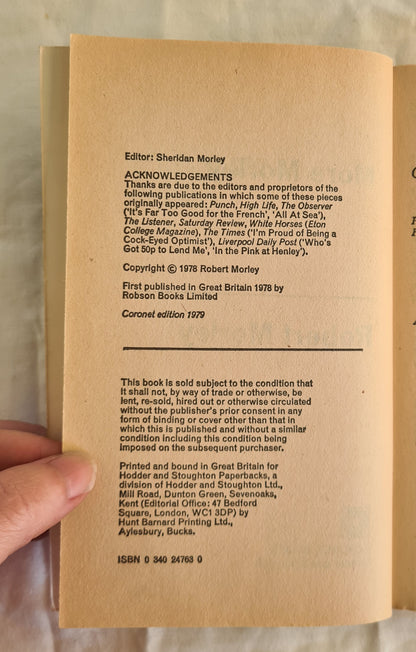 Editor: Sheridan Morley
ACKNOWLEDGEMENTS
Thanks are due to the editors and proprietors of the
following publications in which some of these pieces
originally appeared: Punch, High Life, The Observer
('It's Far Too Good for the French', 'All At Sea'),
The Listener, Saturday Review, White Horses (Eton
College Magazine), The Times ('I'm Proud of Being a
Cock-Eyed Optimist'), Liverpool Daily Post ('Who's
Got 50p to Lend Me', 'In the Pink at Henley').
Copyright © 1978 Robert Morley
First published in Great Britain 1978 by
Robson Books Limited
Coronet edition 1979
This book is sold subject to the condition that
it shall not, by way of trade or otherwise, be
lent, re-sold, hired out or otherwise circulated
without the publisher's prior consent in any
form of binding or cover other than that in
which this is published and without a similar
condition including this condition being
imposed on the subsequent purchaser.
Printed and bound in Great Britain for
Hodder and Stoughton Paperbacks, a
division of Hodder and Stoughton Ltd.,
Mill Road, Dunton Green, Sevenoaks,
Kent (Editorial Office: 47 Bedford
Square, London, WC1 3DP) by
Hunt Barnard Printing Ltd.,
Aylesbury, Bucks.
ISBN 0 340 24763 0